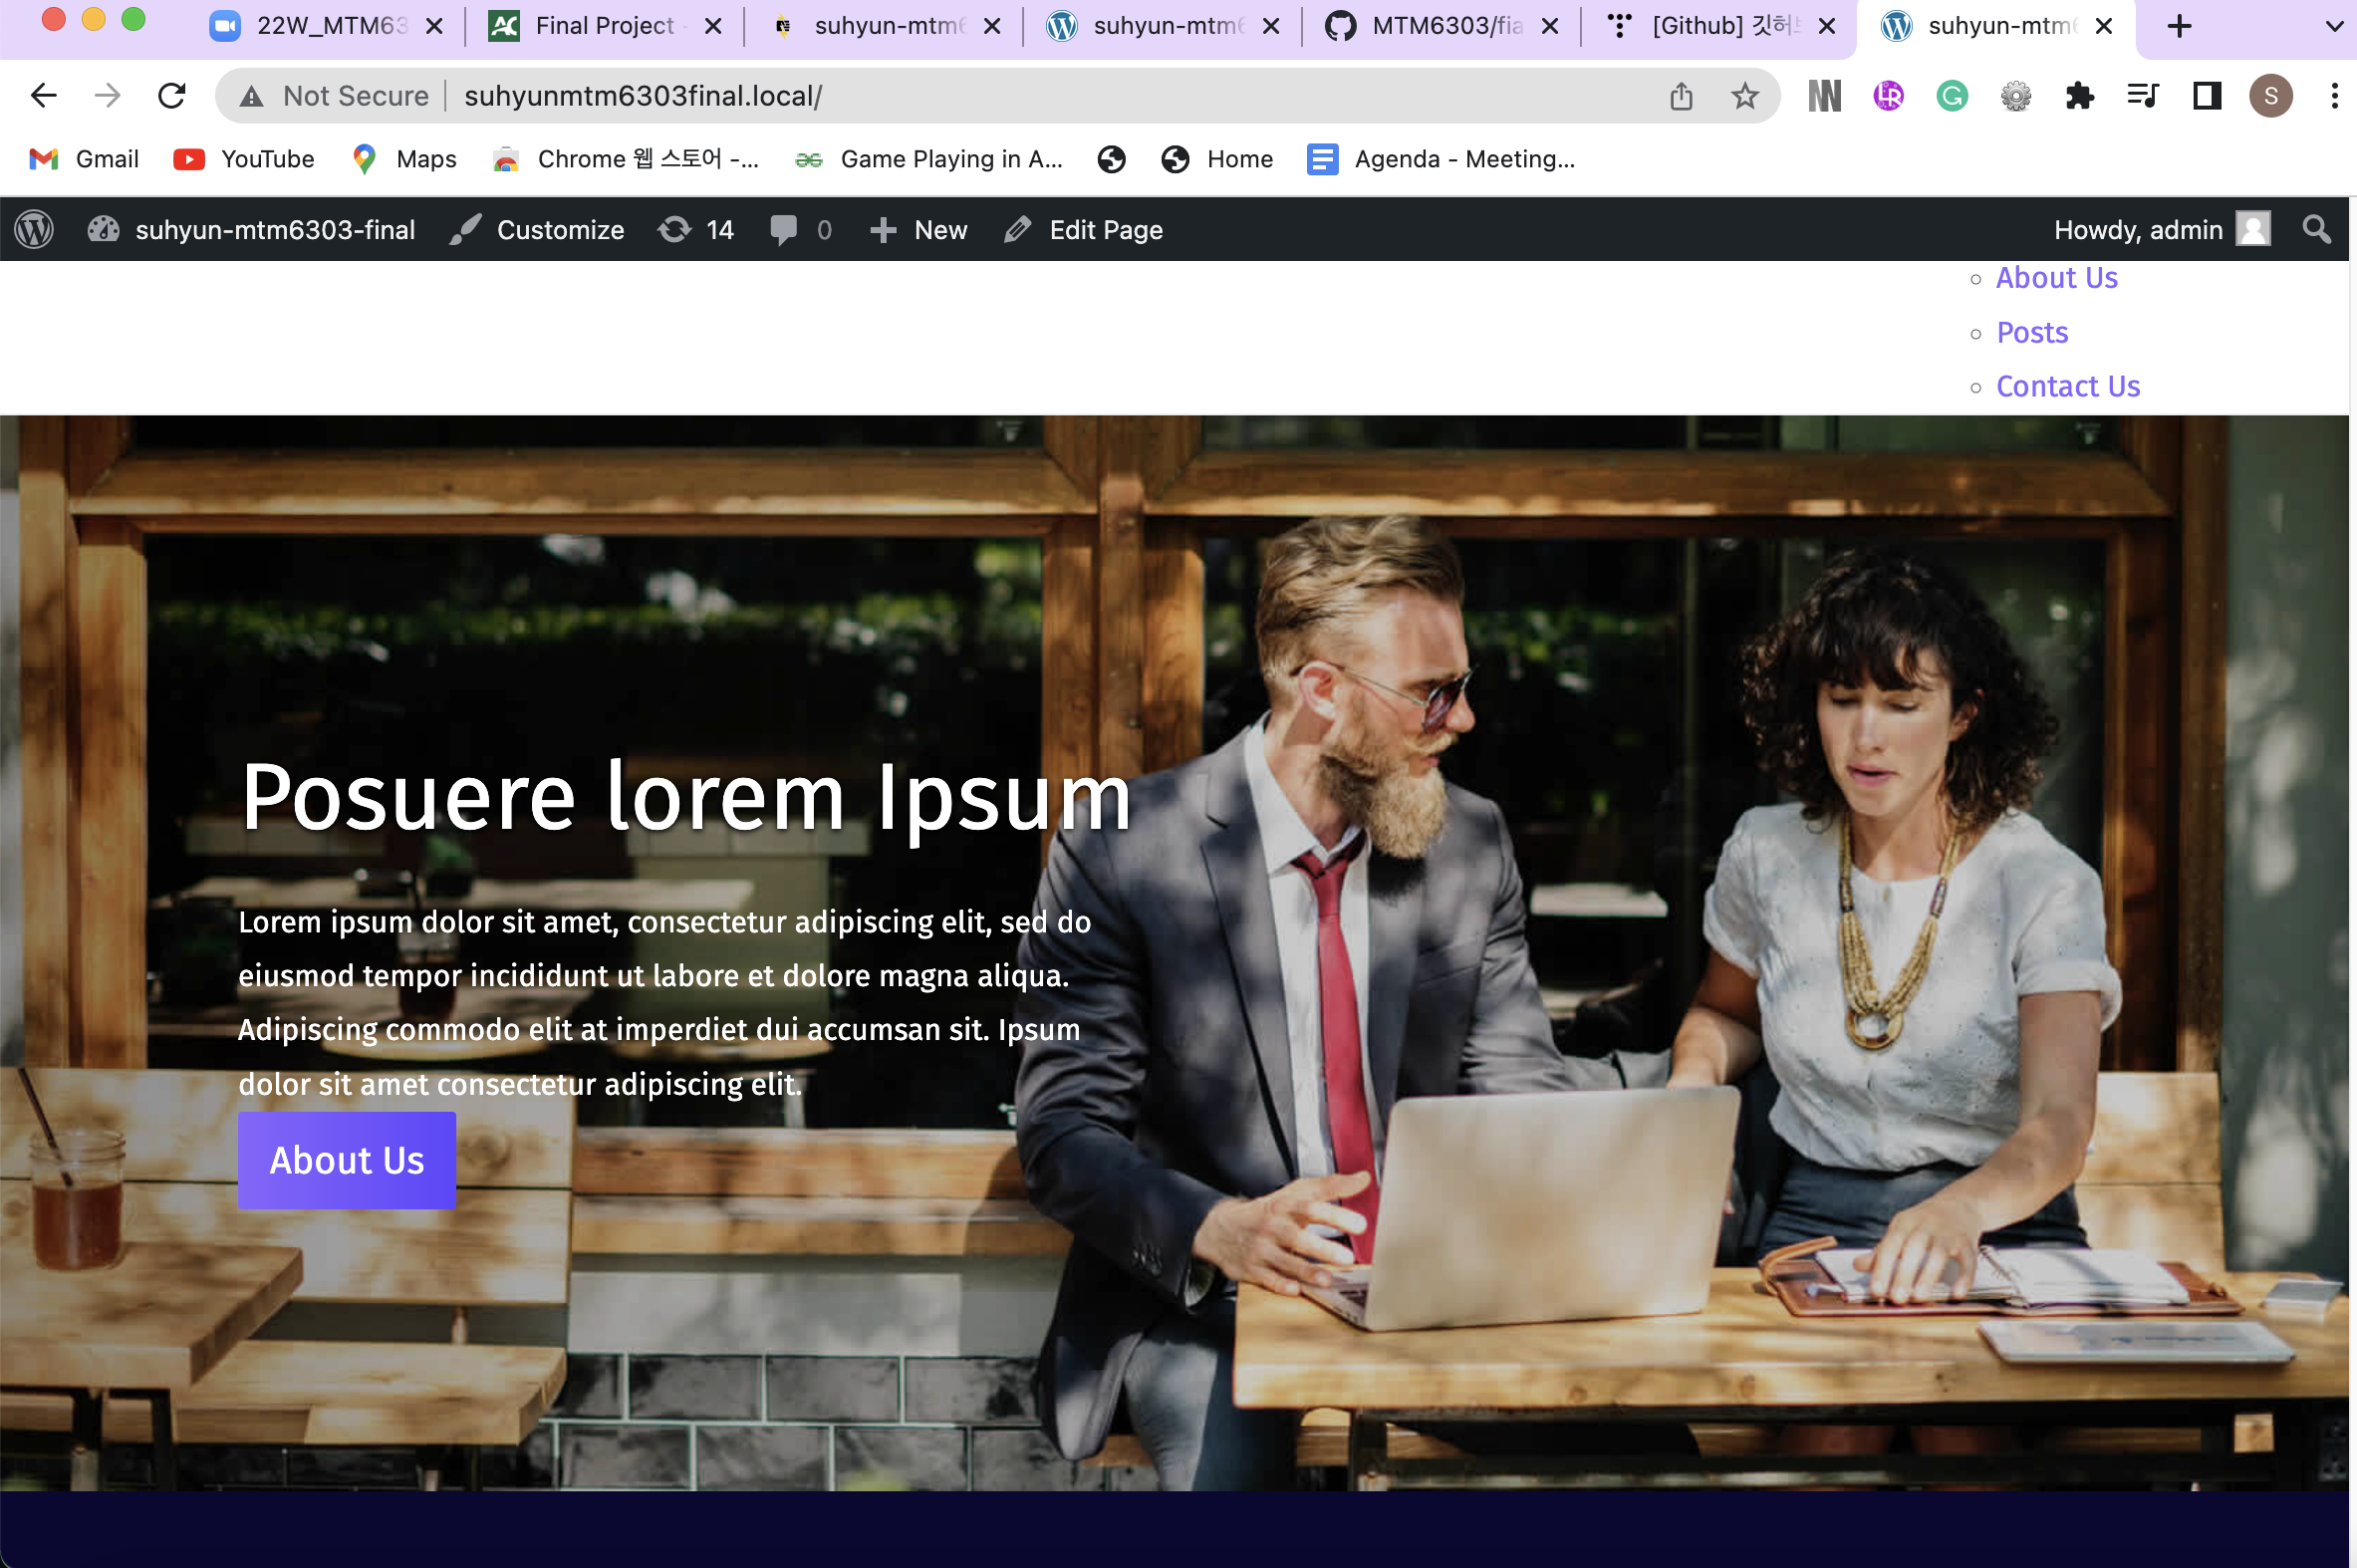 22W_MTM63
Final Project -
suhyun-mtm6
suhyun-mtm6
MTM6303/fia
[Github] 깃허브
suhyun-mtm6
Not Secure
suhyunmtm6303final.local/
S
Gmail
YouTube
Maps
Chrome 웹 스토어 -...
Game Playing in A...
Home
Agenda - Meeting...
suhyun-mtm6303-final
Customize
14
0
New
Edit Page
Howdy, admin
About Us
Posts
Contact Us
Posuere lorem Ipsum
Lorem ipsum dolor sit amet, consectetur adipiscing elit, sed do
eiusmod tempor incididunt ut labore et dolore magna aliqua.
Adipiscing commodo elit at imperdiet dui accumsan sit. Ipsum
dolor sit amet consectetur adipiscing elit.
About Us